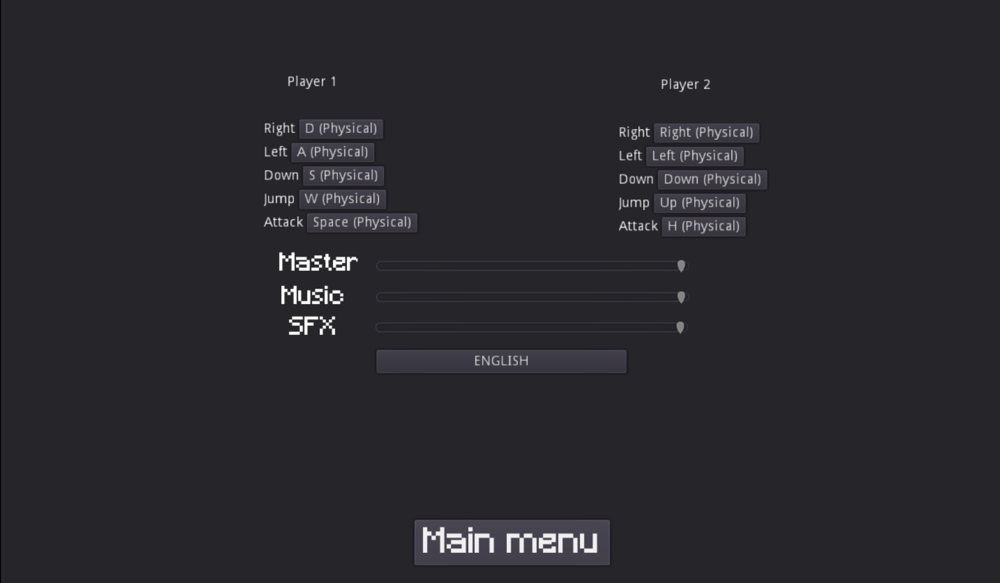 Player 1
Right D (Physical)
Left A (Physical)
Down S (Physical)
Jump W (Physical)
Attack Space (Physical)
Player 2
Right Right (Physical)
Left Left (Physical)
Down Down (Physical)
Jump Up (Physical)
Attack H (Physical)
Master
Music
SFX
ENGLISH
Main menu